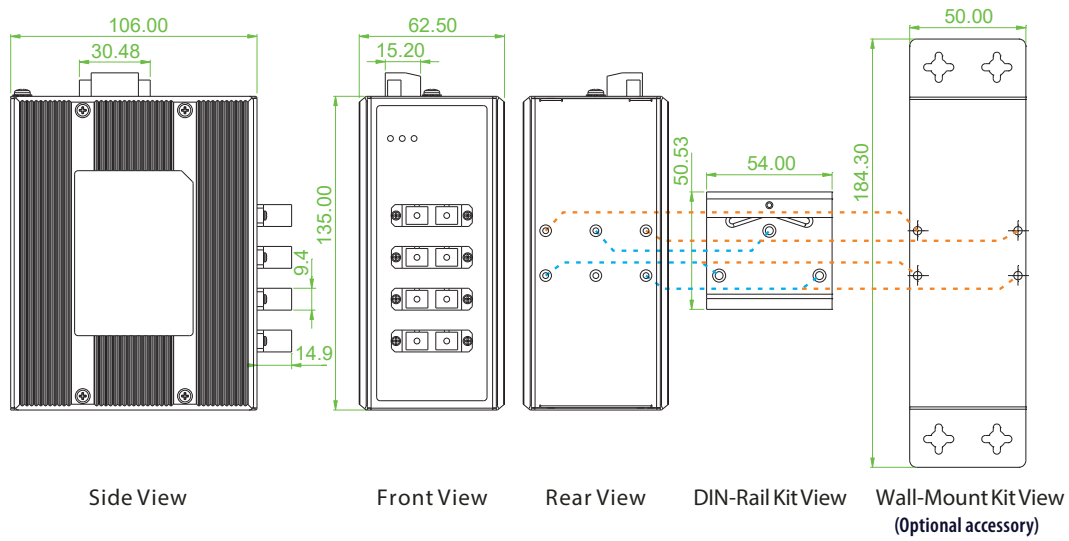 106.00
30.48
9.4
14.9
62.50
15.20
135.00
50.53
54.00
50.00
184.30
Side View
Front View
Rear View
DIN-Rail Kit View
Wall-Mount Kit View
(Optional accessory)